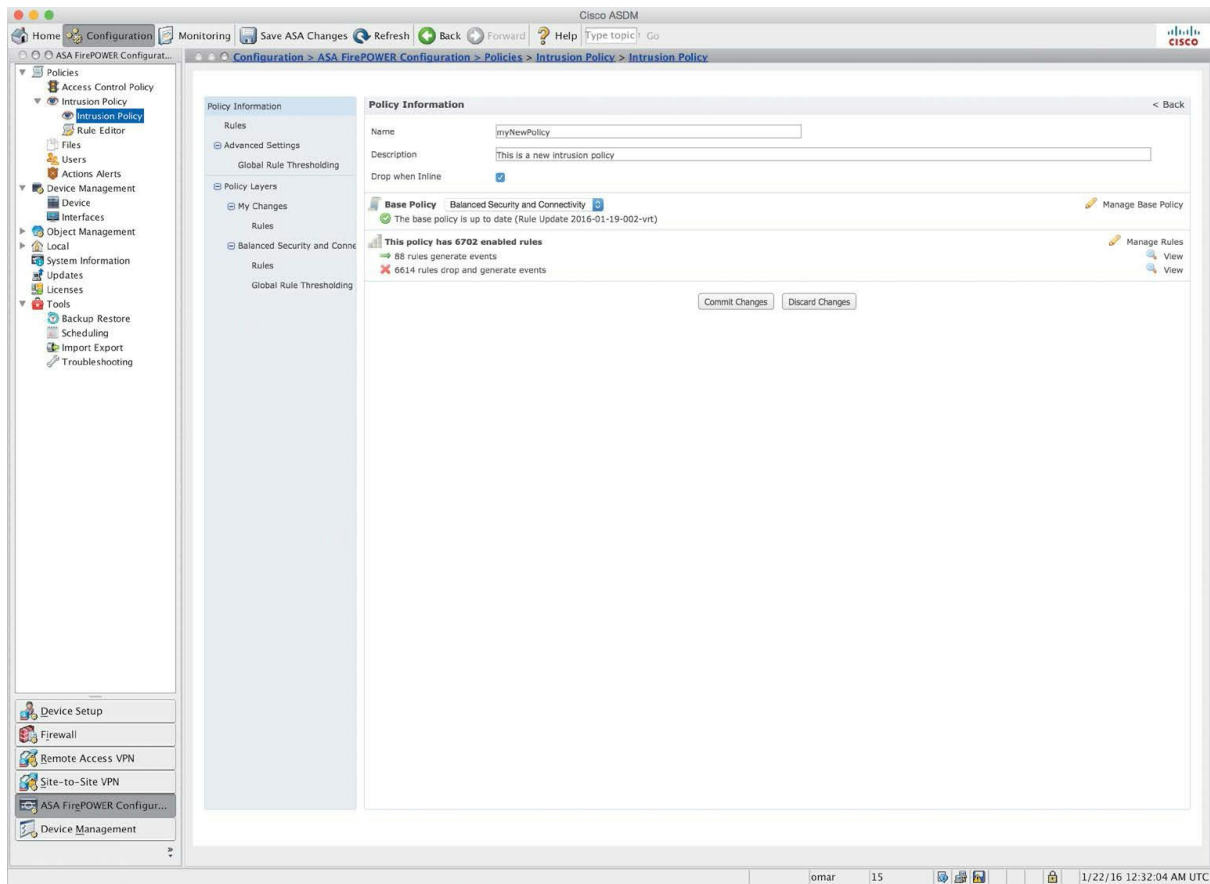 Cisco ASDM
Home Configuration Monitoring Save ASA Changes Refresh Back Forward Help Type topic Go
CISCO
ASA FirePOWER Configurat...
Configuration > ASA FirePOWER Configuration > Policies > Intrusion Policy > Intrusion Policy
Policies
Access Control Policy
Intrusion Policy
Intrusion Policy
Rule Editor
Files
Users
Actions Alerts
Device Management
Device
Interfaces
Object Management
Local
System Information
Updates
Licenses
Tools
Backup Restore
Scheduling
Import Export
Troubleshooting
Device Setup
Firewall
Remote Access VPN
Site-to-Site VPN
ASA FirePOWER Configur...
Device Management
Policy Information
Rules
Advanced Settings
Global Rule Thresholding
Policy Layers
My Changes
Rules
Balanced Security and Conne
Rules
Global Rule Thresholding
Policy Information < Back
Name myNewPolicy
Description This is a new intrusion policy
Drop when Inline
Base Policy Balanced Security and Connectivity Manage Base Policy
The base policy is up to date (Rule Update 2016-01-19-002-vrt)
This policy has 6702 enabled rules Manage Rules
88 rules generate events View
6614 rules drop and generate events View
Commit Changes Discard Changes
omar 15 1/22/16 12:32:04 AM UTC